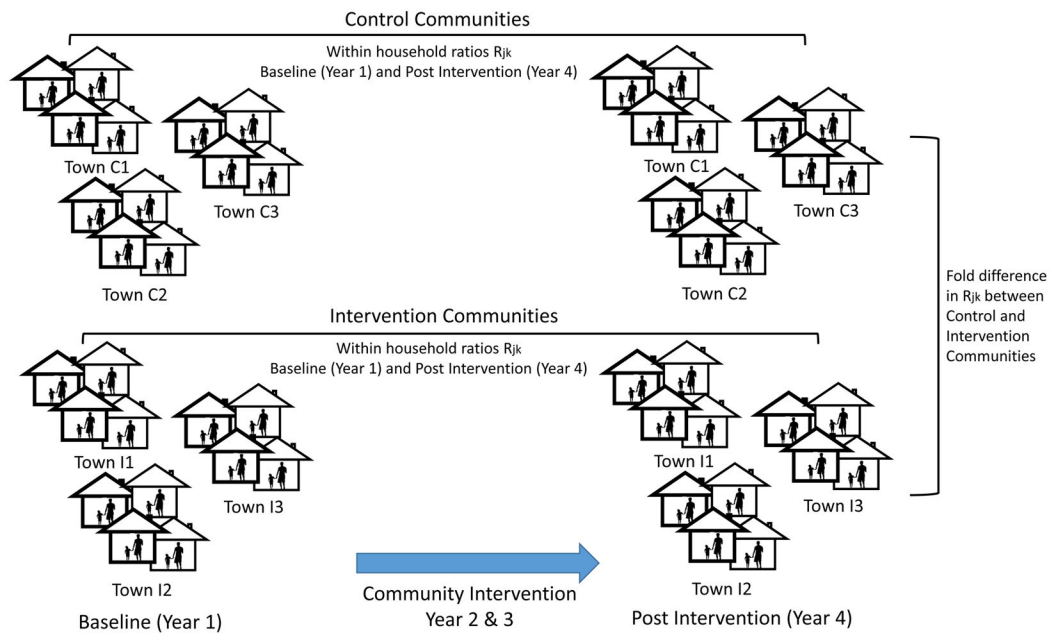 Control Communities
Within household ratios Rjk
Baseline (Year 1) and Post Intervention (Year 4)
Town C1
Town C3
Town C2
Town C1
Town C3
Town C2
Fold difference
in Rjk between
Control and
Intervention
Communities
Intervention Communities
Within household ratios Rjk
Baseline (Year 1) and Post Intervention (Year 4)
Town I1
Town I3
Town I2
Town I1
Town I3
Town I2
Community Intervention
Year 2 & 3
Baseline (Year 1)
Post Intervention (Year 4)